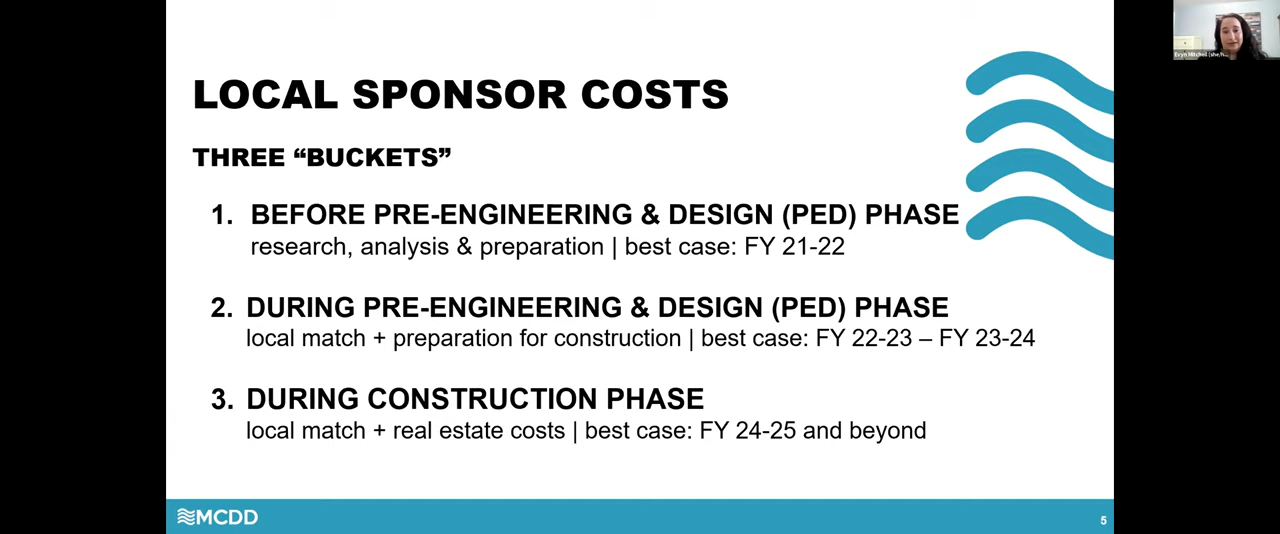 LOCAL SPONSOR COSTS
THREE “BUCKETS”
1. BEFORE PRE-ENGINEERING & DESIGN (PED) PHASE
research, analysis & preparation | best case: FY 21-22
2. DURING PRE-ENGINEERING & DESIGN (PED) PHASE
local match + preparation for construction | best case: FY 22-23 – FY 23-24
3. DURING CONSTRUCTION PHASE
local match + real estate costs | best case: FY 24-25 and beyond
MCDD
5
Evyn Mitchell (she/h...